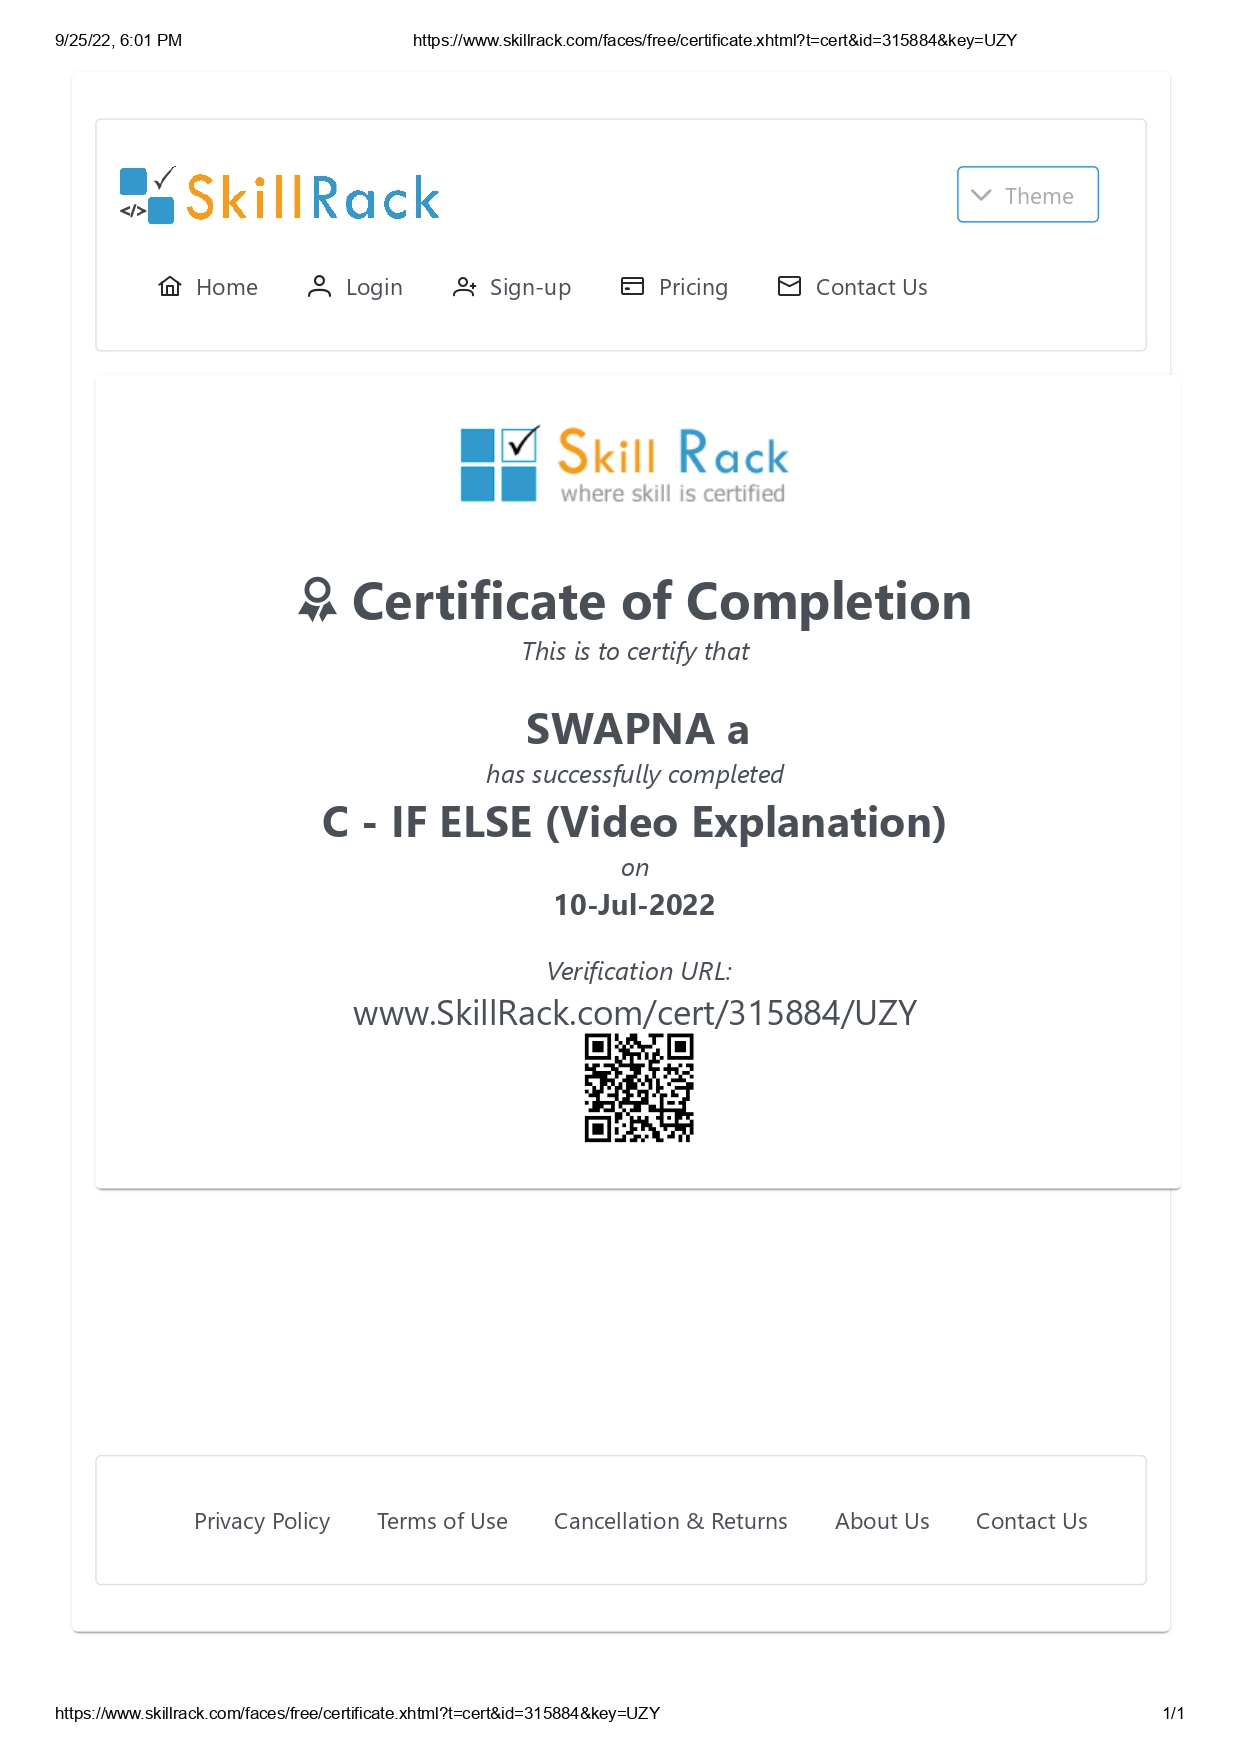 9/25/22, 6:01 PM https://www.skillrack.com/faces/free/certificate.xhtml?t=cert&id=315884&key=UZY
</> SkillRack
Theme
Home Login Sign-up Pricing Contact Us
Skill Rack
where skill is certified
Certificate of Completion
This is to certify that
SWAPNA a
has successfully completed
C - IF ELSE (Video Explanation)
on
10-Jul-2022
Verification URL:
www.SkillRack.com/cert/315884/UZY
Privacy Policy Terms of Use Cancellation & Returns About Us Contact Us
https://www.skillrack.com/faces/free/certificate.xhtml?t=cert&id=315884&key=UZY 1/1